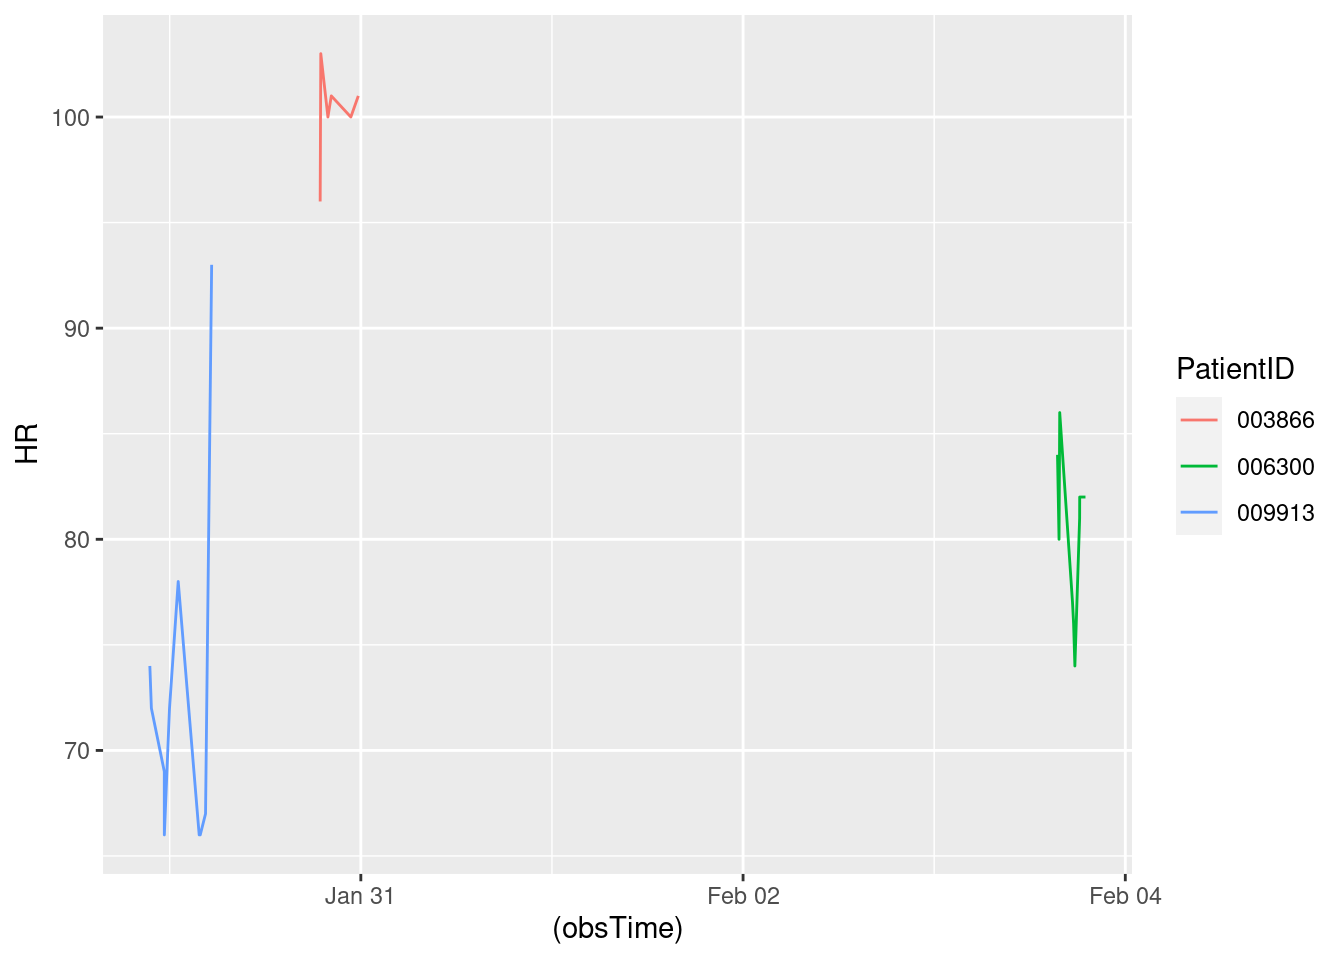 HR
100
90
80
70
Jan 31
Feb 02
Feb 04
(obsTime)
PatientID
003866
006300
009913